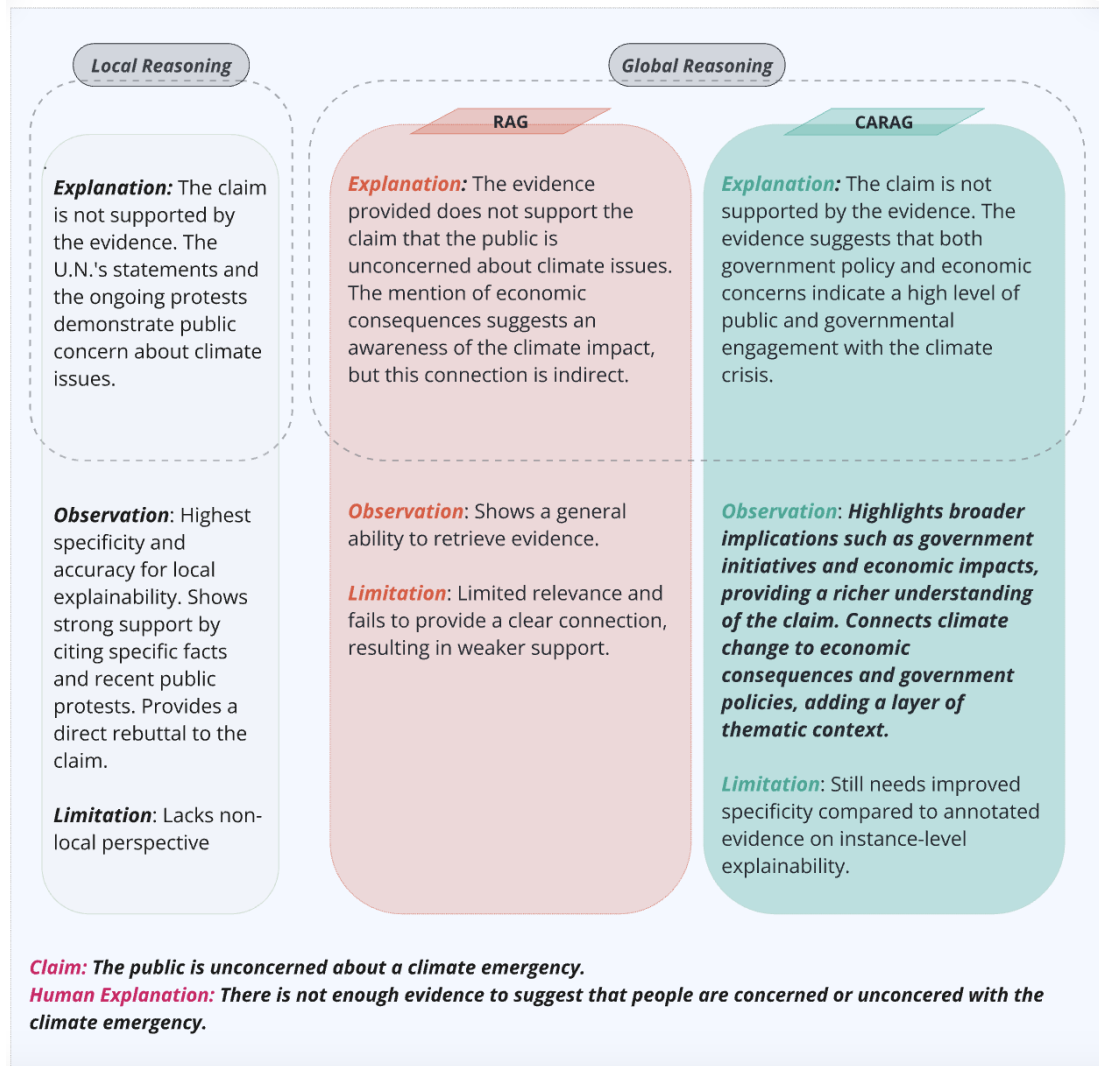 Local Reasoning
Global Reasoning
RAG
CARAG
Explanation: The claim
is not supported by
the evidence. The
U.N.'s statements and
the ongoing protests
demonstrate public
concern about climate
issues.
Observation: Highest
specificity and
accuracy for local
explainability. Shows
strong support by
citing specific facts
and recent public
protests. Provides a
direct rebuttal to the
claim.
Limitation: Lacks non-
local perspective
Explanation: The evidence
provided does not support the
claim that the public is
unconcerned about climate issues.
The mention of economic
consequences suggests an
awareness of the climate impact,
but this connection is indirect.
Observation: Shows a general
ability to retrieve evidence.
Limitation: Limited relevance and
fails to provide a clear connection,
resulting in weaker support.
Explanation: The claim is not
supported by the evidence. The
evidence suggests that both
government policy and economic
concerns indicate a high level of
public and governmental
engagement with the climate
crisis.
Observation: Highlights broader
implications such as government
initiatives and economic impacts,
providing a richer understanding
of the claim. Connects climate
change to economic
consequences and government
policies, adding a layer of
thematic context.
Limitation: Still needs improved
specificity compared to annotated
evidence on instance-level
explainability.
Claim: The public is unconcerned about a climate emergency.
Human Explanation: There is not enough evidence to suggest that people are concerned or unconcered with the
climate emergency.